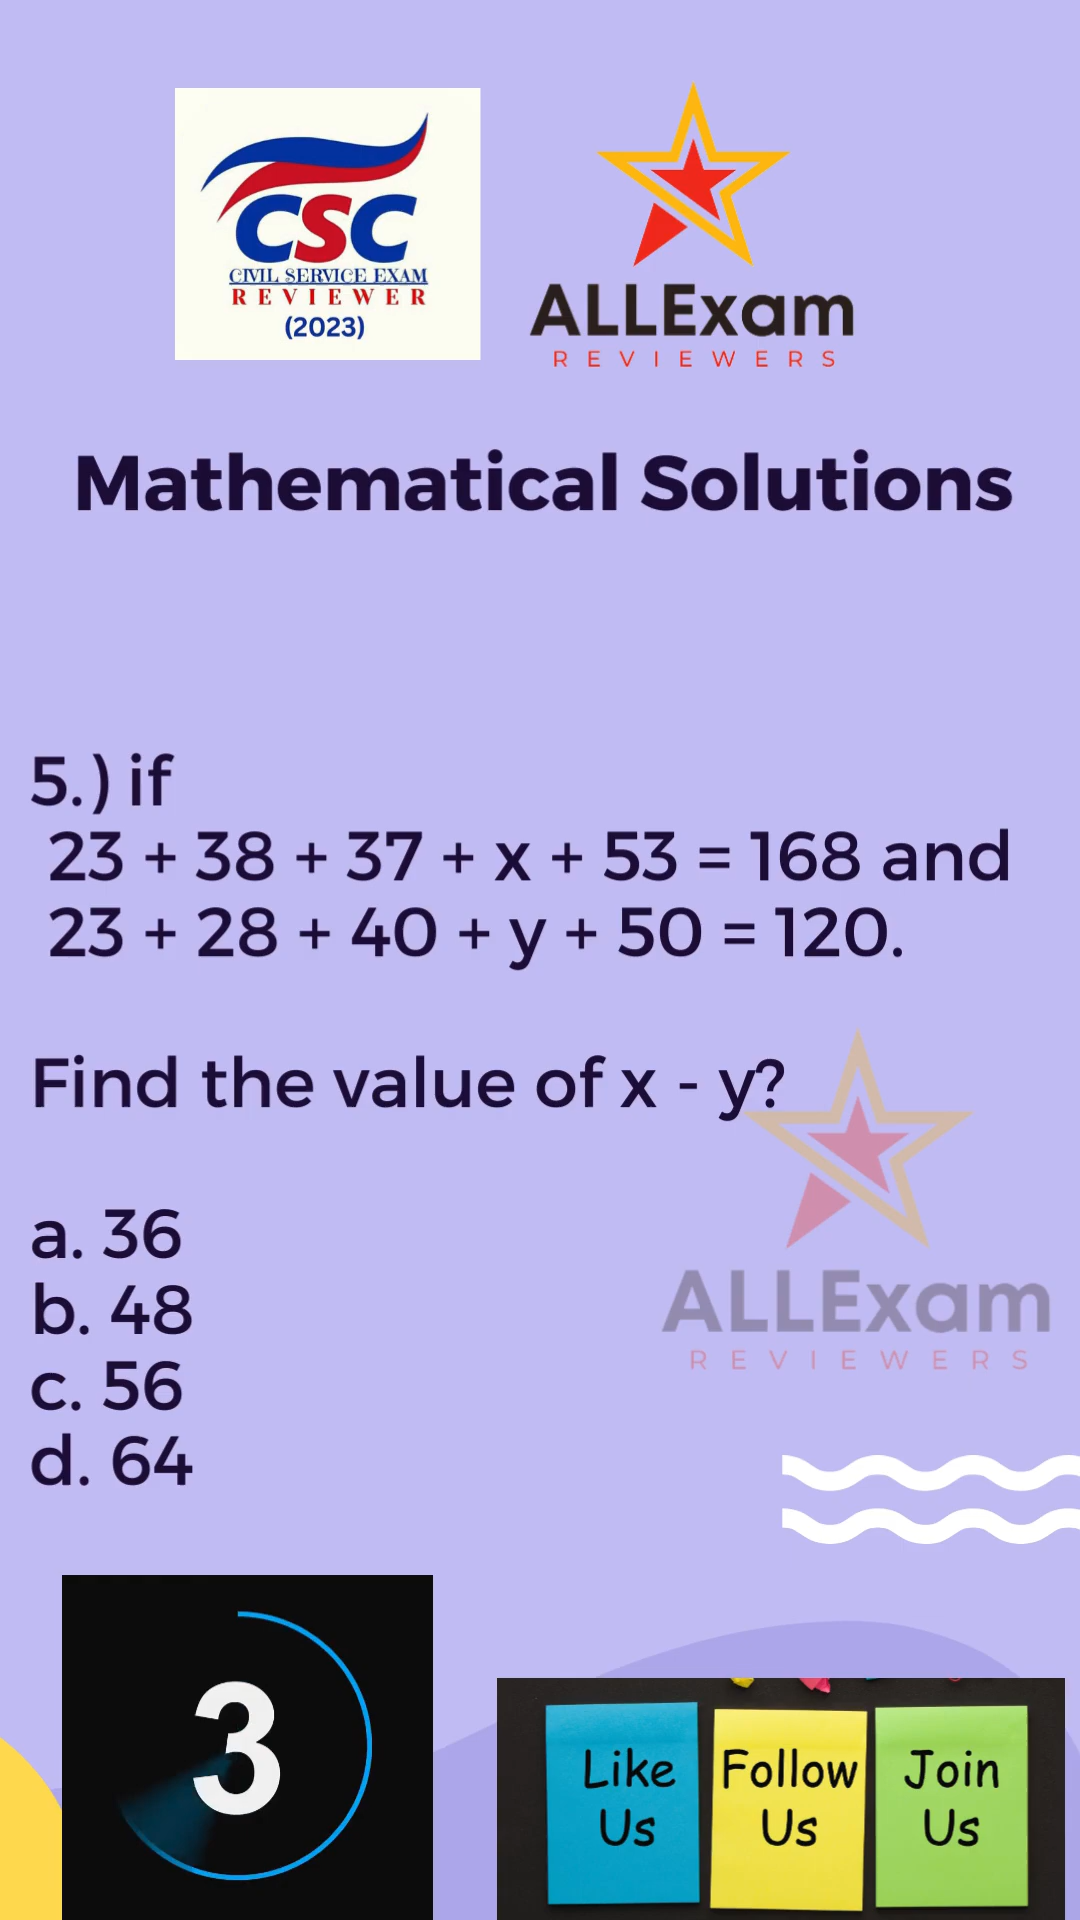 CSC
CIVIL SERVICE EXAM
REVIEWER
(2023)
ALLExam
REVIEWERS
Mathematical Solutions
5.) if
23 + 38 + 37 + x + 53 = 168 and
23 + 28 + 40 + y + 50 = 120.
Find the value of x - y?
a. 36
b. 48
c. 56
d. 64
ALLExam
REVIEWERS
3
Like Us
Follow Us
Join Us